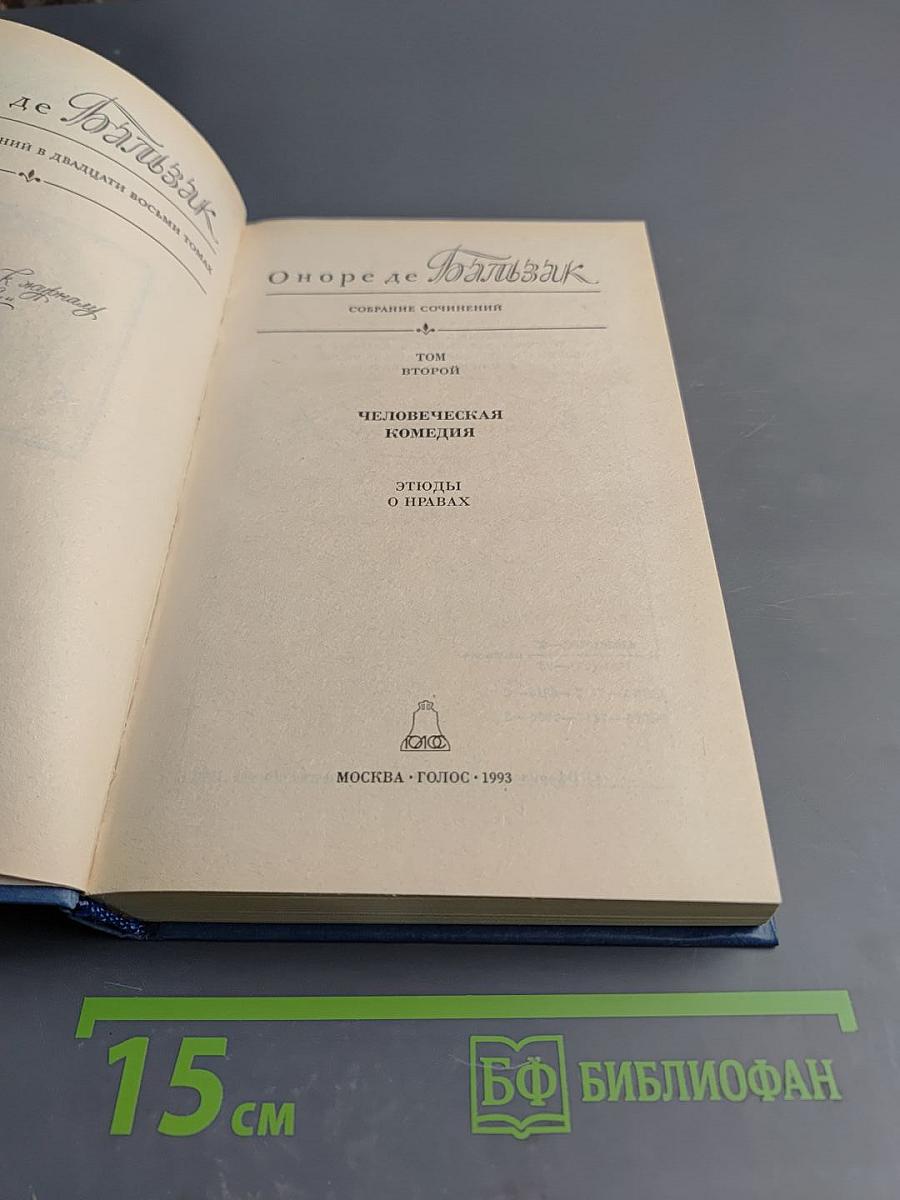 де Бальзак
НИЙ В ДВАДЦАТИ ВОСЬМИ ТОМАХ
К журналу
Оноре де Бальзак
СОБРАНИЕ СОЧИНЕНИЙ
ТОМ
ВТОРОЙ
ЧЕЛОВЕЧЕСКАЯ
КОМЕДИЯ
ЭТЮДЫ
О НРАВАХ
ГОЛОС
МОСКВА · ГОЛОС · 1993
15 см
БФ БИБЛИОФАН